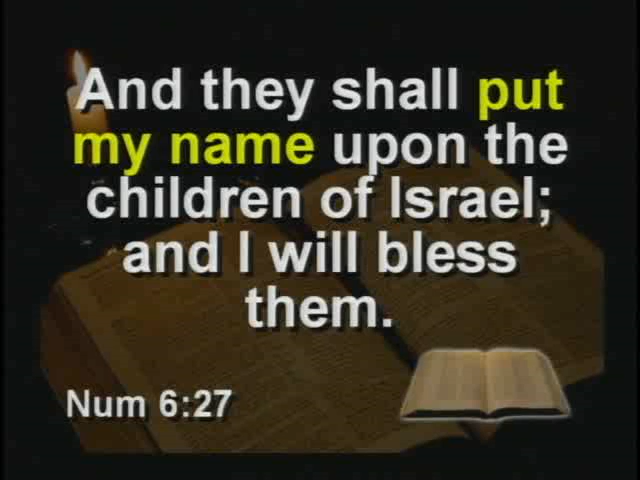 And they shall put
my name upon the
children of Israel;
and I will bless
them.
Num 6:27